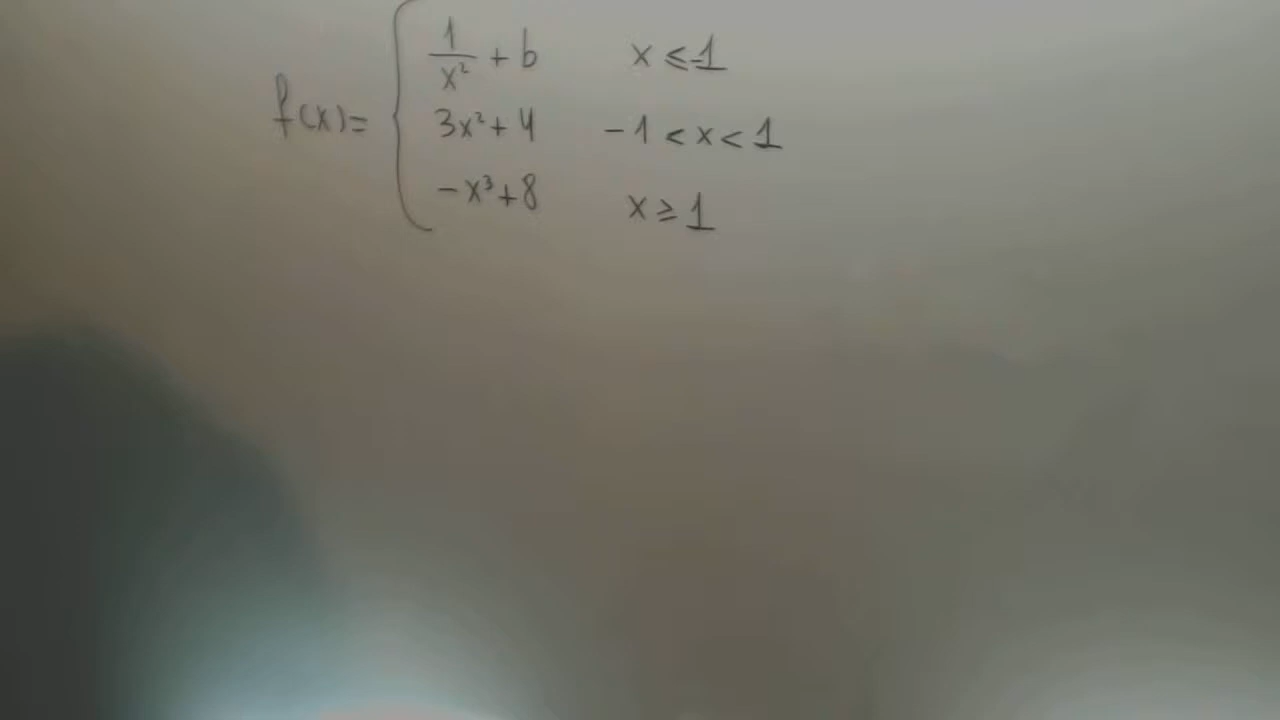 f(x)= { 1/x² + b   x ≤ -1
3x² + 4   -1 < x < 1
-x³ + 8   x ≥ 1